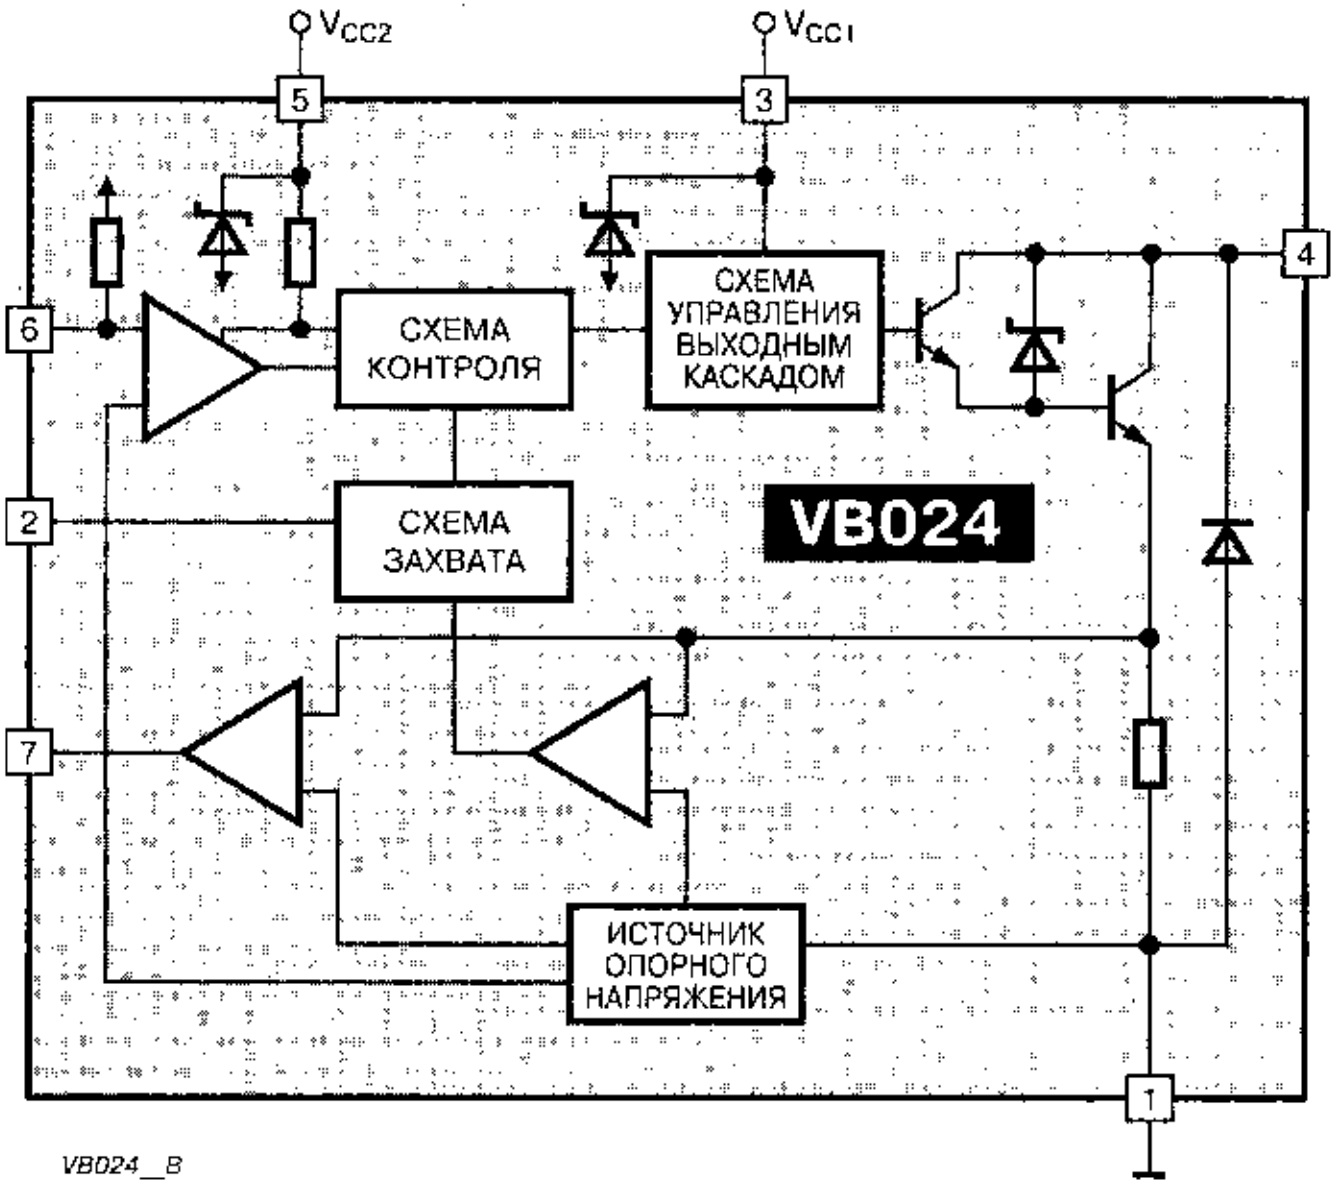 VCC2
VCC1
5
3
4
6
СХЕМА
КОНТРОЛЯ
СХЕМА
УПРАВЛЕНИЯ
ВЫХОДНЫМ
КАСКАДОМ
2
СХЕМА
ЗАХВАТА
VB024
7
ИСТОЧНИК
ОПОРНОГО
НАПРЯЖЕНИЯ
1
VB024__B